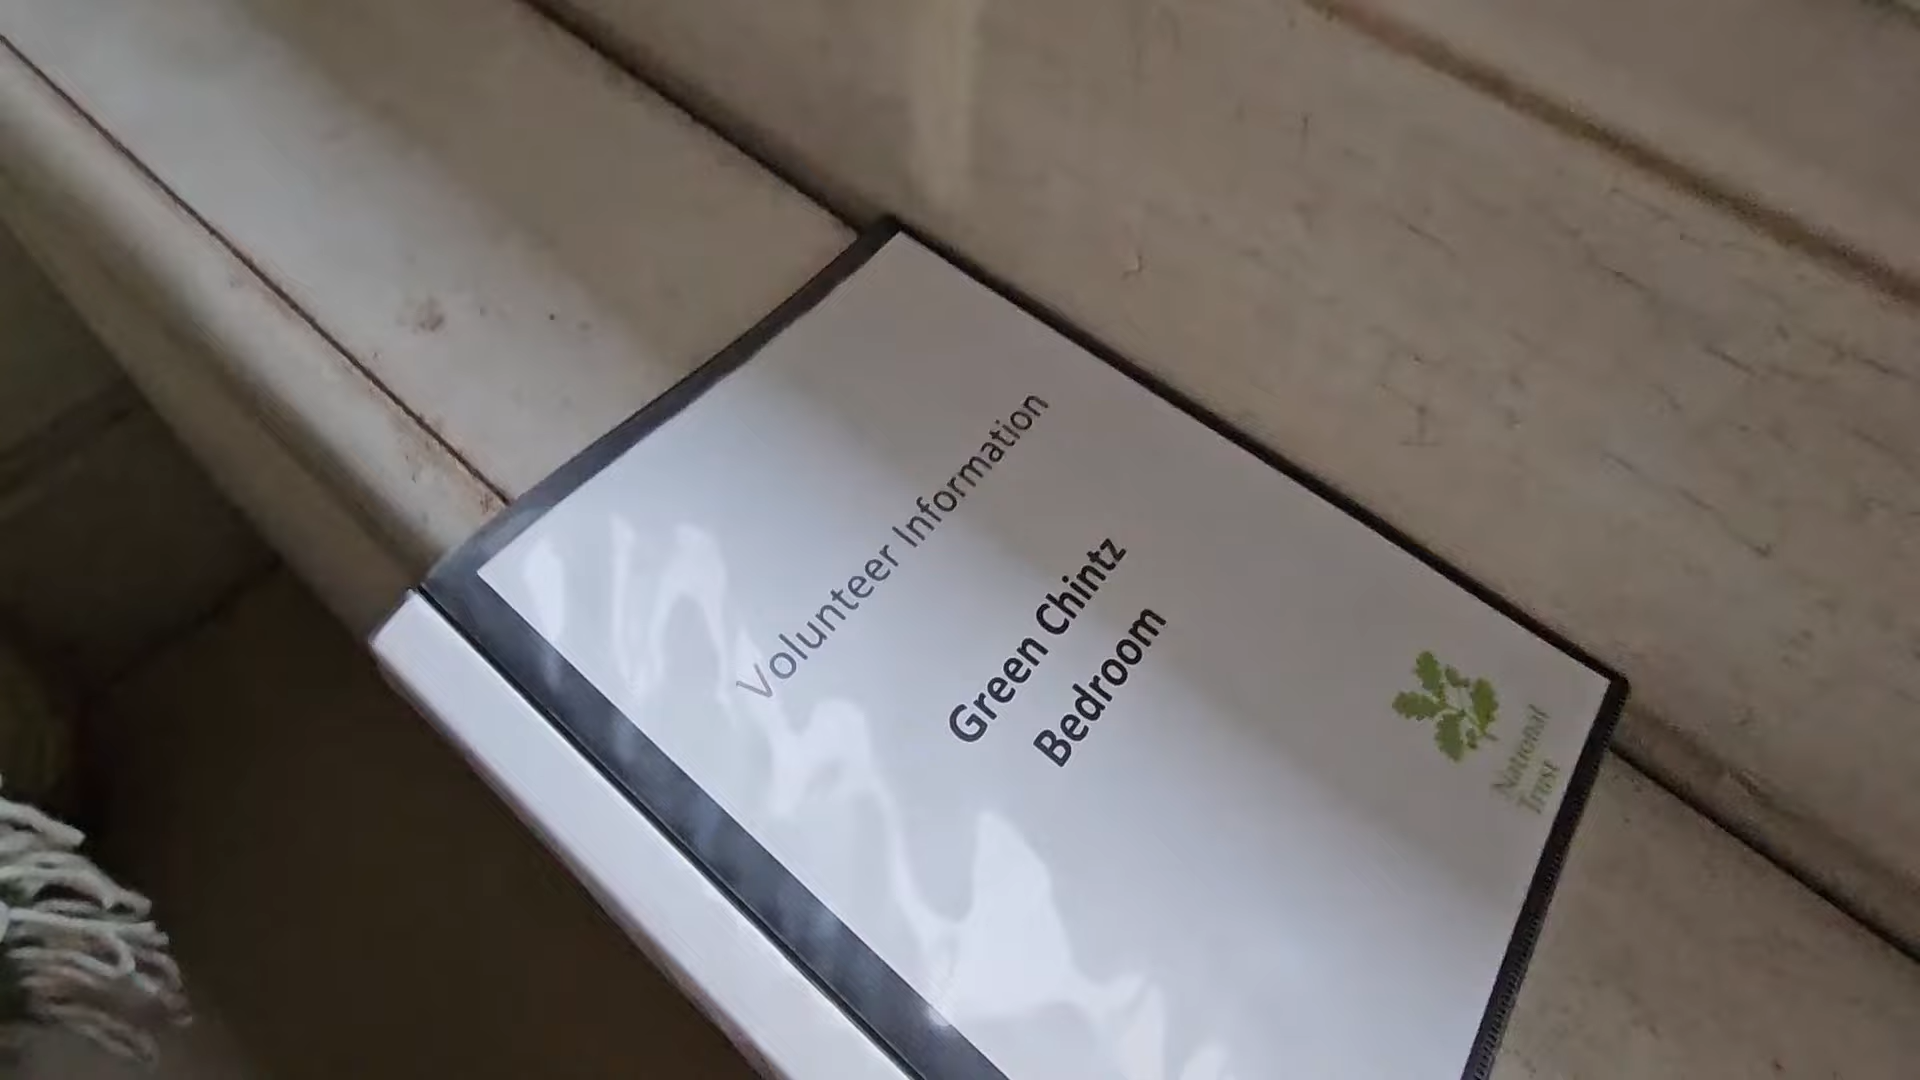 Volunteer Information
Green Chintz
Bedroom
National
Trust